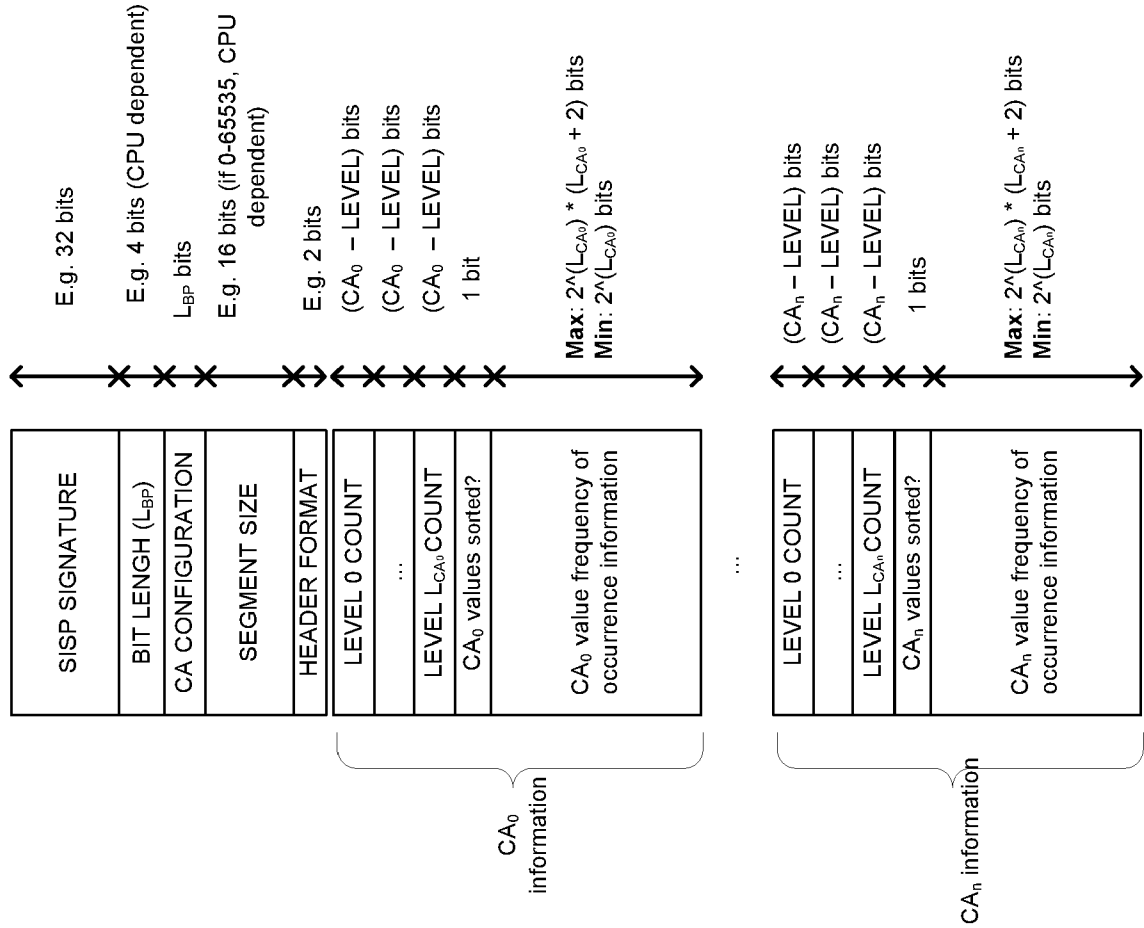 SISP SIGNATURE
E.g. 32 bits
BIT LENGH (L_BP)
E.g. 4 bits (CPU dependent)
CA CONFIGURATION
L_BP bits
SEGMENT SIZE
E.g. 16 bits (if 0-65535, CPU
dependent)
HEADER FORMAT
E.g. 2 bits
CA₀
information
LEVEL 0 COUNT
(CA₀ – LEVEL) bits
...
(CA₀ – LEVEL) bits
LEVEL L_CA₀ COUNT
(CA₀ – LEVEL) bits
CA₀ values sorted?
1 bit
CA₀ value frequency of
occurrence information
Max: 2^(L_CA₀) * (L_CA₀ + 2) bits
Min: 2^(L_CA₀) bits
...
CAₙ information
LEVEL 0 COUNT
(CAₙ – LEVEL) bits
...
(CAₙ – LEVEL) bits
LEVEL L_CAₙ COUNT
(CAₙ – LEVEL) bits
CAₙ values sorted?
1 bits
CAₙ value frequency of
occurrence information
Max: 2^(L_CAₙ) * (L_CAₙ + 2) bits
Min: 2^(L_CAₙ) bits